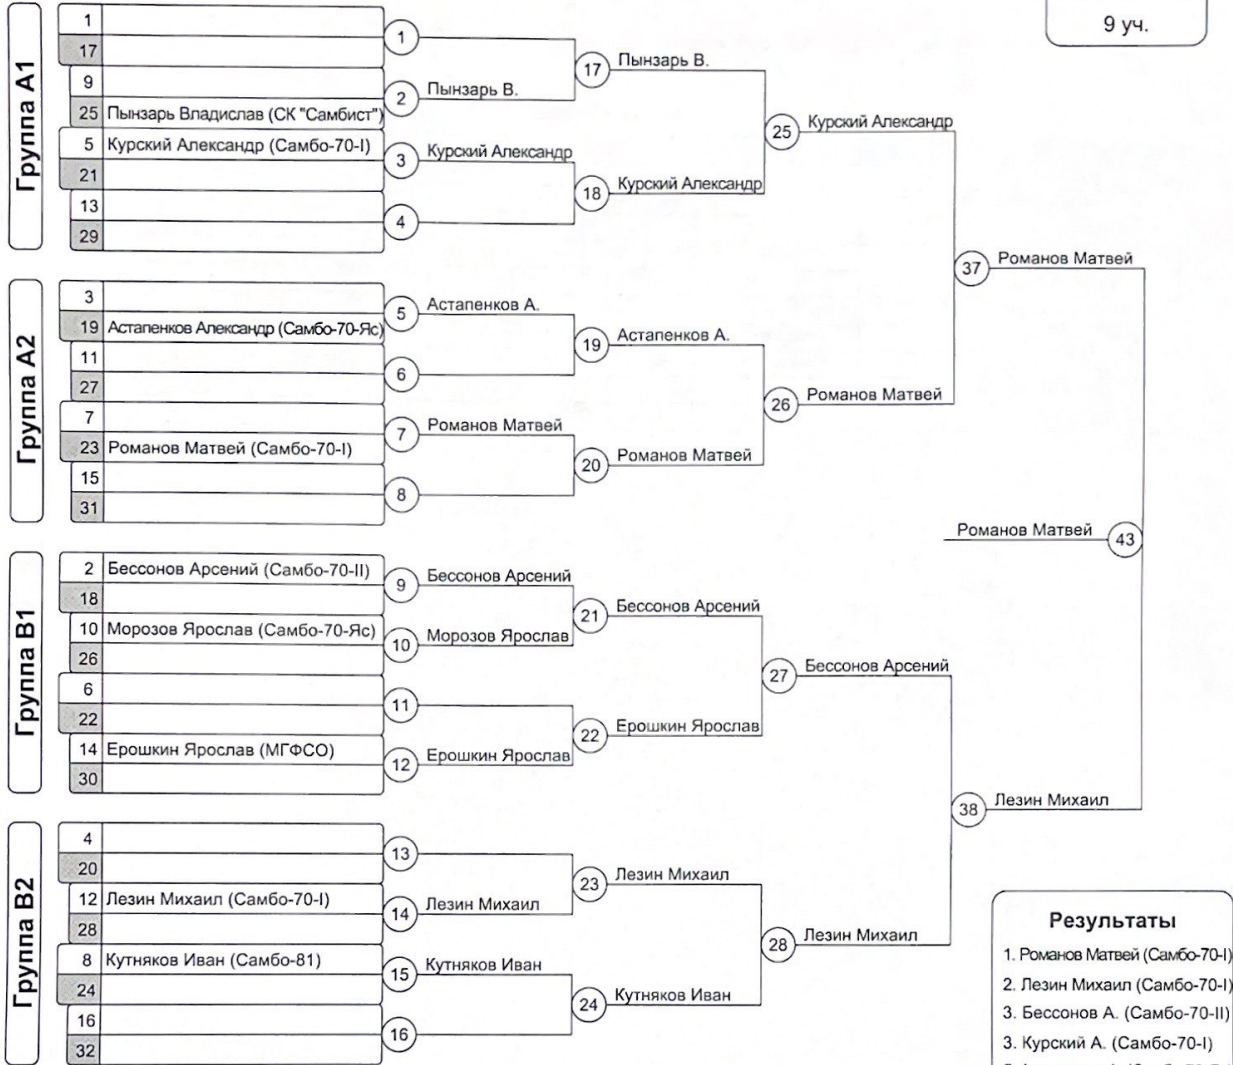 9 уч.
Группа А1
1
17
9
25 Пынзарь Владислав (СК "Самбист")
5 Курский Александр (Самбо-70-I)
21
13
29
1
2 Пынзарь В.
3 Курский Александр
4
17 Пынзарь В.
18 Курский Александр
25 Курский Александр
Группа А2
3
19 Астапенков Александр (Самбо-70-Яс)
11
27
7
23 Романов Матвей (Самбо-70-I)
15
31
5 Астапенков А.
6
7 Романов Матвей
8
19 Астапенков А.
20 Романов Матвей
26 Романов Матвей
37 Романов Матвей
Романов Матвей 43
Группа В1
2 Бессонов Арсений (Самбо-70-II)
18
10 Морозов Ярослав (Самбо-70-Яс)
26
6
22
14 Ерошкин Ярослав (МГФСО)
30
9 Бессонов Арсений
10 Морозов Ярослав
11
12 Ерошкин Ярослав
21 Бессонов Арсений
22 Ерошкин Ярослав
27 Бессонов Арсений
38 Лезин Михаил
Группа В2
4
20
12 Лезин Михаил (Самбо-70-I)
28
8 Кутняков Иван (Самбо-81)
24
16
32
13
14 Лезин Михаил
15 Кутняков Иван
16
23 Лезин Михаил
24 Кутняков Иван
28 Лезин Михаил
Результаты
1. Романов Матвей (Самбо-70-I)
2. Лезин Михаил (Самбо-70-I)
3. Бессонов А. (Самбо-70-II)
3. Курский А. (Самбо-70-I)